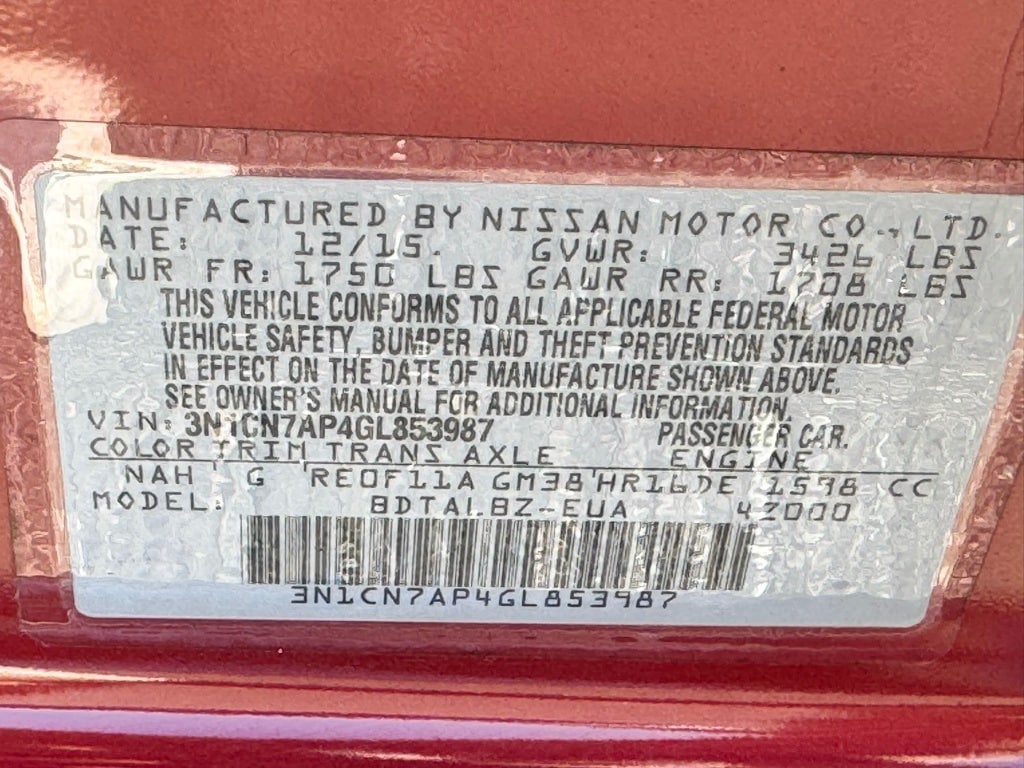 MANUFACTURED BY NISSAN MOTOR CO.,LTD.
DATE: 12/15. GVWR: 3426 LBS
GAWR FR: 1750 LBS GAWR RR: 1708 LBS
THIS VEHICLE CONFORMS TO ALL APPLICABLE FEDERAL MOTOR
VEHICLE SAFETY, BUMPER AND THEFT PREVENTION STANDARDS
IN EFFECT ON THE DATE OF MANUFACTURE SHOWN ABOVE.
SEE OWNER'S MANUAL FOR ADDITIONAL INFORMATION.
VIN: 3N1CN7AP4GL853987 PASSENGER CAR.
COLOR TRIM TRANS AXLE ENGINE
NAH G RE0F11A GM38 HR16DE 1598 CC
MODEL: BDTALBZ-EUA 47000
3N1CN7AP4GL853987